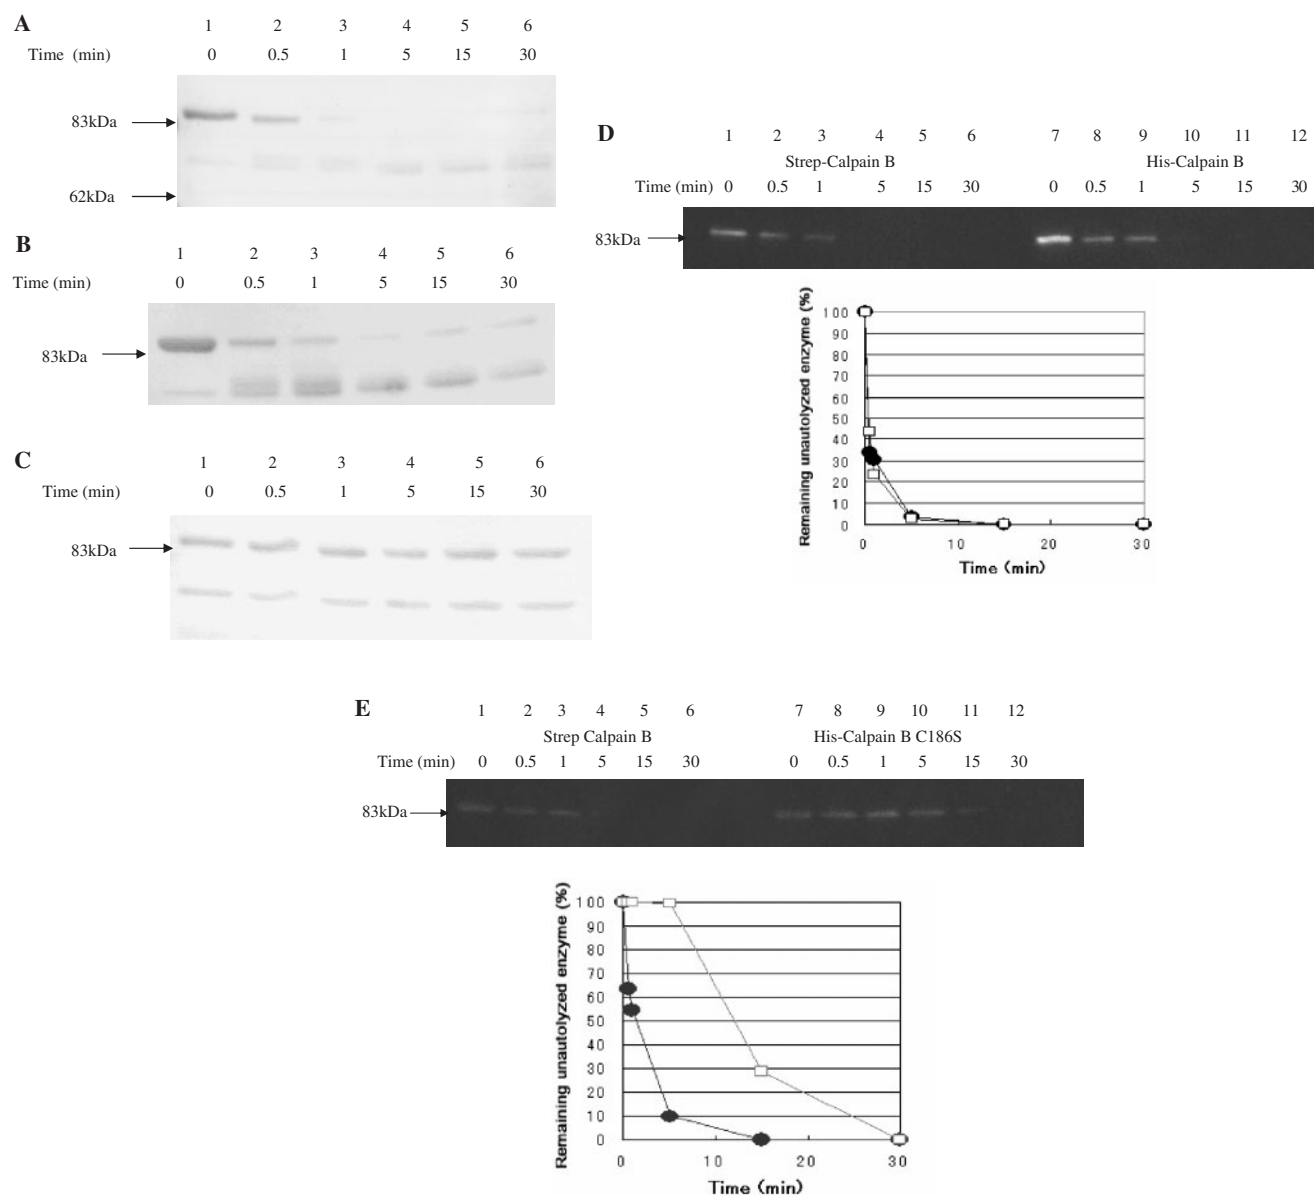 A
1 2 3 4 5 6
Time (min) 0 0.5 1 5 15 30
83kDa
62kDa
B
1 2 3 4 5 6
Time (min) 0 0.5 1 5 15 30
83kDa
C
1 2 3 4 5 6
Time (min) 0 0.5 1 5 15 30
83kDa
D
1 2 3 4 5 6 7 8 9 10 11 12
Strep-Calpain B His-Calpain B
Time (min) 0 0.5 1 5 15 30 0 0.5 1 5 15 30
83kDa
Remaining unautolyzed enzyme (%)
100
90
80
70
60
50
40
30
20
10
0
0 10 20 30
Time (min)
E
1 2 3 4 5 6 7 8 9 10 11 12
Strep Calpain B His-Calpain B C186S
Time (min) 0 0.5 1 5 15 30 0 0.5 1 5 15 30
83kDa
Remaining unautolyzed enzyme (%)
100
90
80
70
60
50
40
30
20
10
0
0 10 20 30
Time (min)